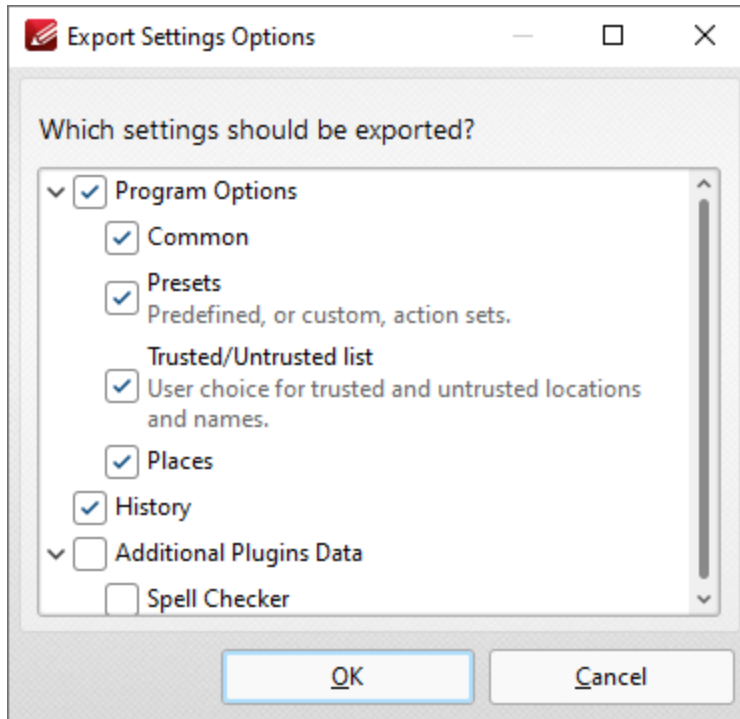 Export Settings Options
Which settings should be exported?
Program Options
Common
Presets
Predefined, or custom, action sets.
Trusted/Untrusted list
User choice for trusted and untrusted locations
and names.
Places
History
Additional Plugins Data
Spell Checker
OK
Cancel